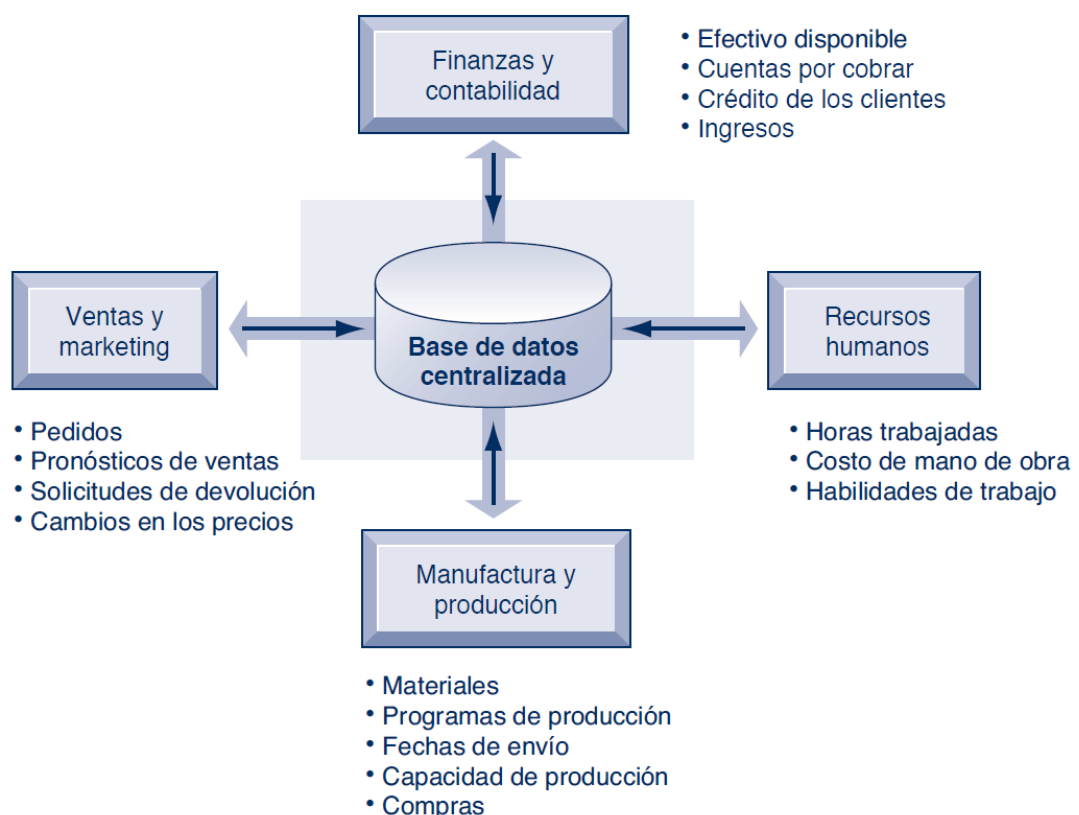 Finanzas y
contabilidad
• Efectivo disponible
• Cuentas por cobrar
• Crédito de los clientes
• Ingresos
Ventas y
marketing
• Pedidos
• Pronósticos de ventas
• Solicitudes de devolución
• Cambios en los precios
Base de datos
centralizada
Recursos
humanos
• Horas trabajadas
• Costo de mano de obra
• Habilidades de trabajo
Manufactura y
producción
• Materiales
• Programas de producción
• Fechas de envío
• Capacidad de producción
• Compras